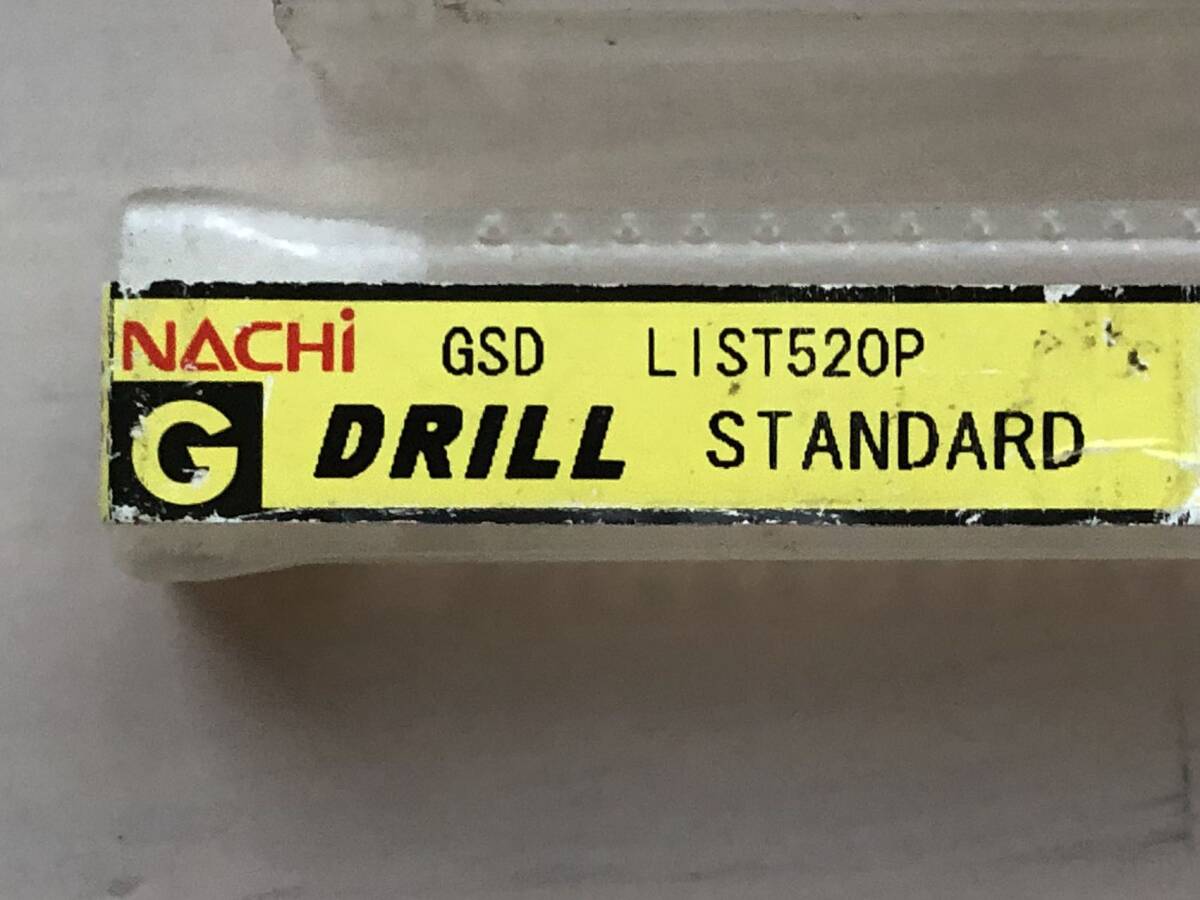 NACHi GSD LIST520P
G DRILL STANDARD